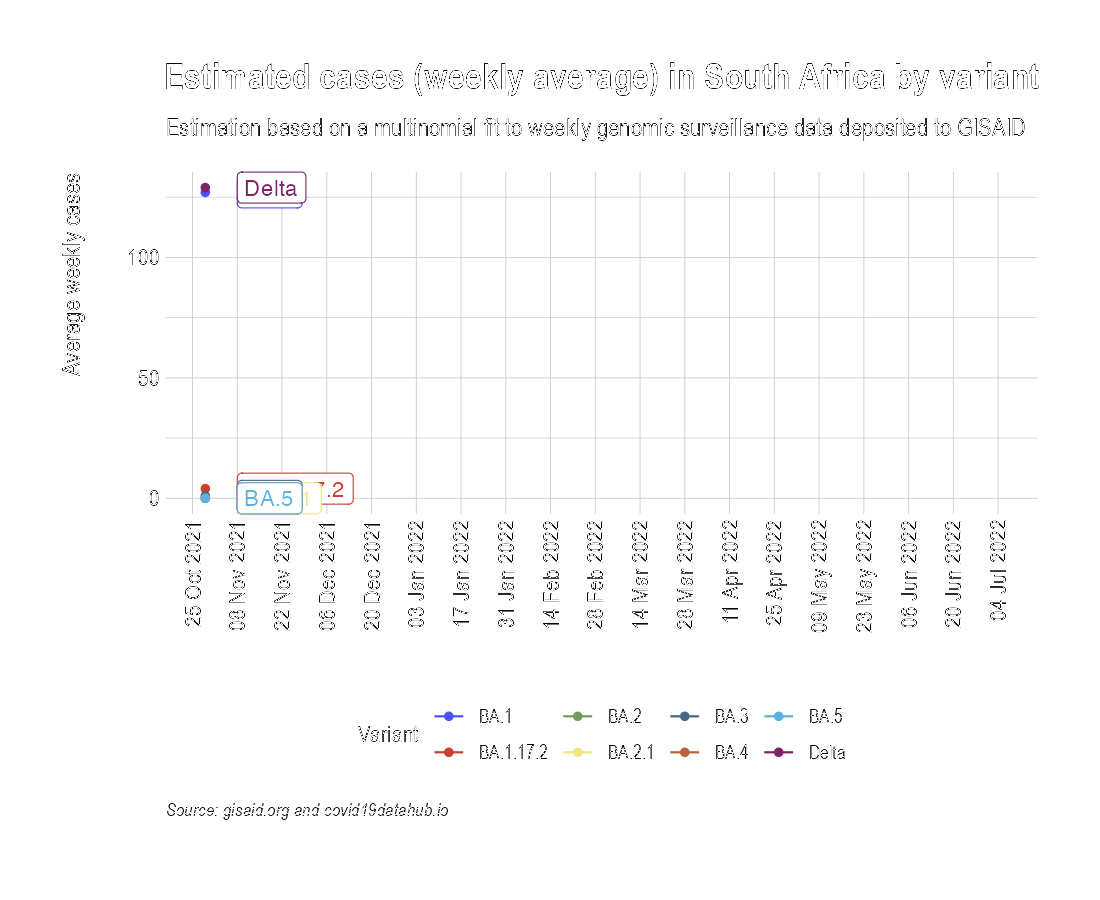 Estimated cases (weekly average) in South Africa by variant
Estimation based on a multinomial fit to weekly genomic surveillance data deposited to GISAID
Average weekly cases
Delta
100
50
0
7.2
1
BA.5
25 Oct 2021
08 Nov 2021
22 Nov 2021
06 Dec 2021
20 Dec 2021
03 Jan 2022
17 Jan 2022
31 Jan 2022
14 Feb 2022
28 Feb 2022
14 Mar 2022
28 Mar 2022
11 Apr 2022
25 Apr 2022
09 May 2022
23 May 2022
06 Jun 2022
20 Jun 2022
04 Jul 2022
Variant
BA.1 BA.2 BA.3 BA.5
BA.1.17.2 BA.2.1 BA.4 Delta
Source: gisaid.org and covid19datahub.io